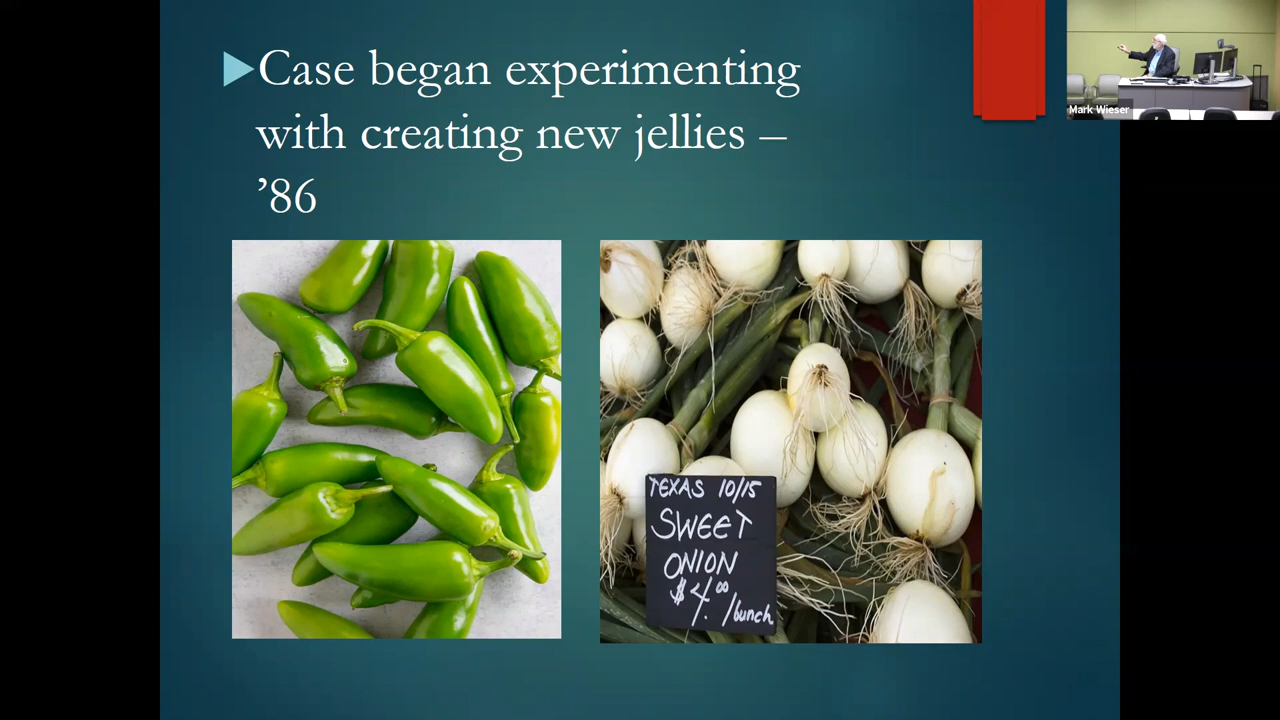 Case began experimenting
with creating new jellies –
’86
Mark Wieser
TEXAS 10/15
SWEET
ONION
$4.00/bunch